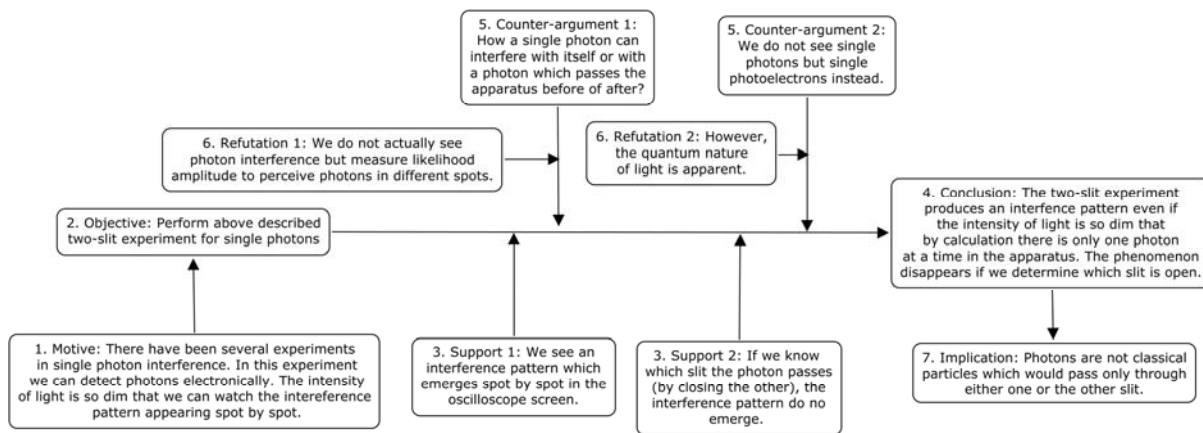 5. Counter-argument 1:
How a single photon can
interfere with itself or with
a photon which passes the
apparatus before of after?
5. Counter-argument 2:
We do not see single
photons but single
photoelectrons instead.
6. Refutation 1: We do not actually see
photon interference but measure likelihood
amplitude to perceive photons in different spots.
6. Refutation 2: However,
the quantum nature
of light is apparent.
2. Objective: Perform above described
two-slit experiment for single photons
4. Conclusion: The two-slit experiment
produces an interfence pattern even if
the intensity of light is so dim that
by calculation there is only one photon
at a time in the apparatus. The phenomenon
disappears if we determine which slit is open.
1. Motive: There have been several experiments
in single photon interference. In this experiment
we can detect photons electronically. The intensity
of light is so dim that we can watch the intereference
pattern appearing spot by spot.
3. Support 1: We see an
interference pattern which
emerges spot by spot in the
oscilloscope screen.
3. Support 2: If we know
which slit the photon passes
(by closing the other), the
interference pattern do no
emerge.
7. Implication: Photons are not classical
particles which would pass only through
either one or the other slit.